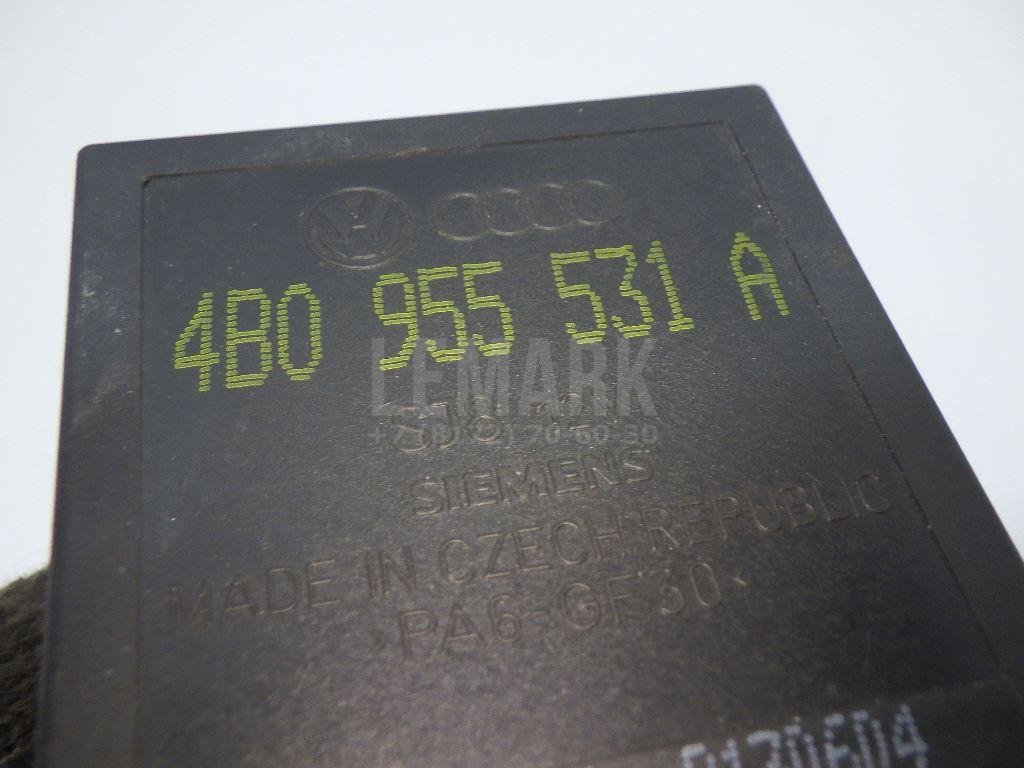 4B0 955 531 A
LEMARK
SIEMENS
MADE IN CZECH REPUBLIC
>PA6-GF30<